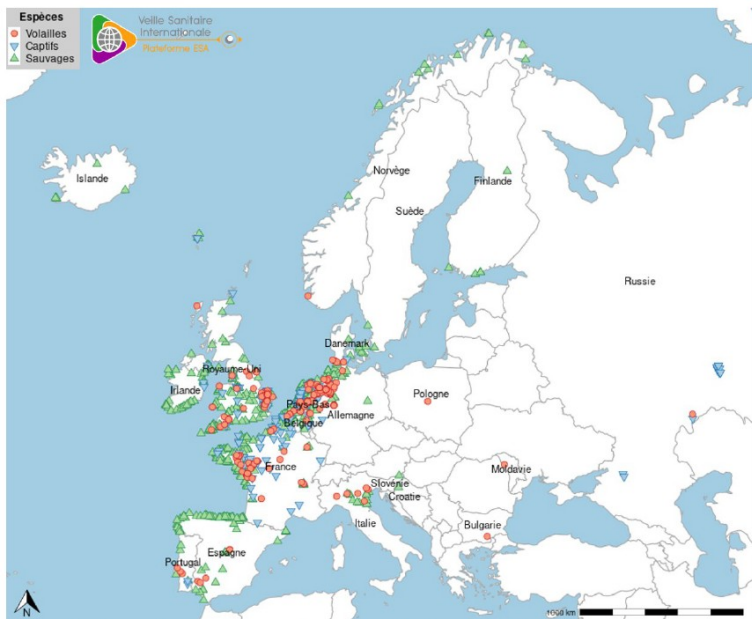 Espèces
Volailles
Captifs
Sauvages
Veille Sanitaire
Internationale
Plateforme ESA
Islande
Norvège
Finlande
Suède
Russie
Danemark
Royaume-Uni
Irlande
Pays-Bas
Pologne
Allemagne
Belgique
France
Moldavie
Slovénie
Croatie
Italie
Bulgarie
Espagne
Portugal
N
1000 km